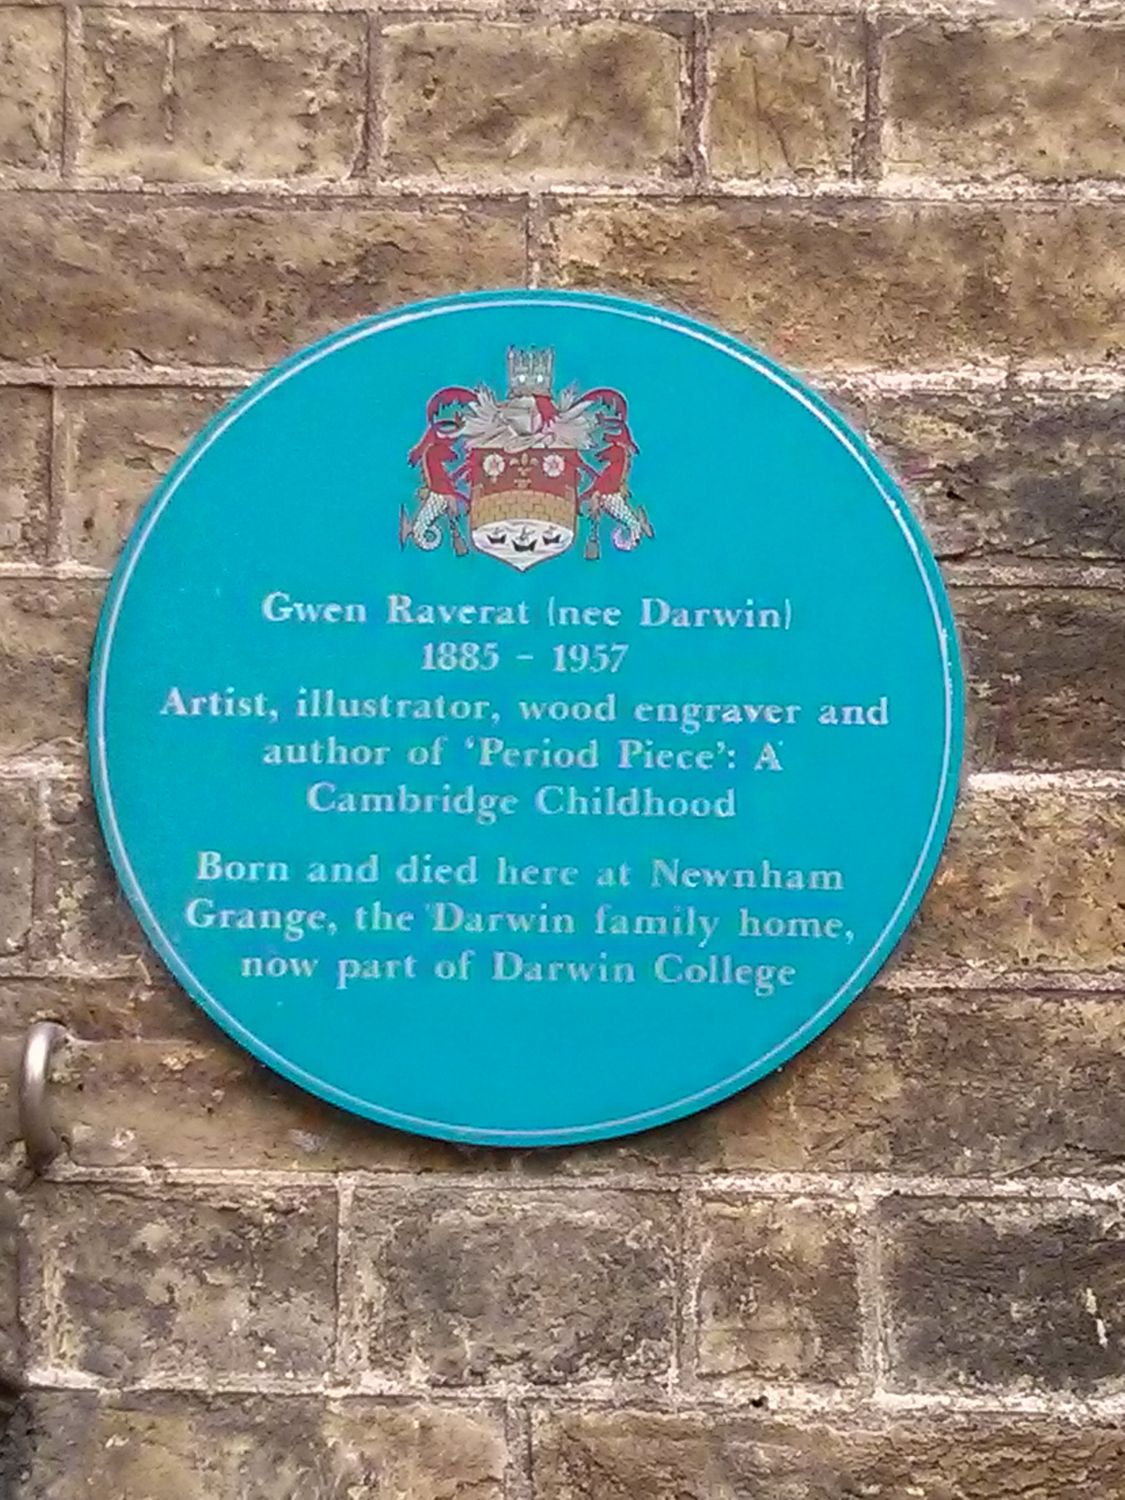 Gwen Raverat (nee Darwin)
1885 - 1957
Artist, illustrator, wood engraver and
author of 'Period Piece': A
Cambridge Childhood
Born and died here at Newnham
Grange, the Darwin family home,
now part of Darwin College